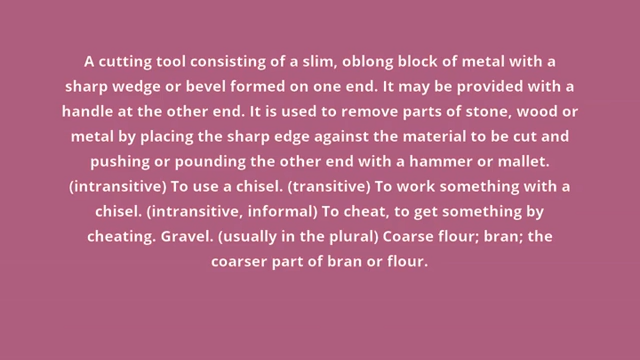 A cutting tool consisting of a slim, oblong block of metal with a
sharp wedge or bevel formed on one end. It may be provided with a
handle at the other end. It is used to remove parts of stone, wood or
metal by placing the sharp edge against the material to be cut and
pushing or pounding the other end with a hammer or mallet.
(intransitive) To use a chisel. (transitive) To work something with a
chisel. (intransitive, informal) To cheat, to get something by
cheating. Gravel. (usually in the plural) Coarse flour; bran; the
coarser part of bran or flour.